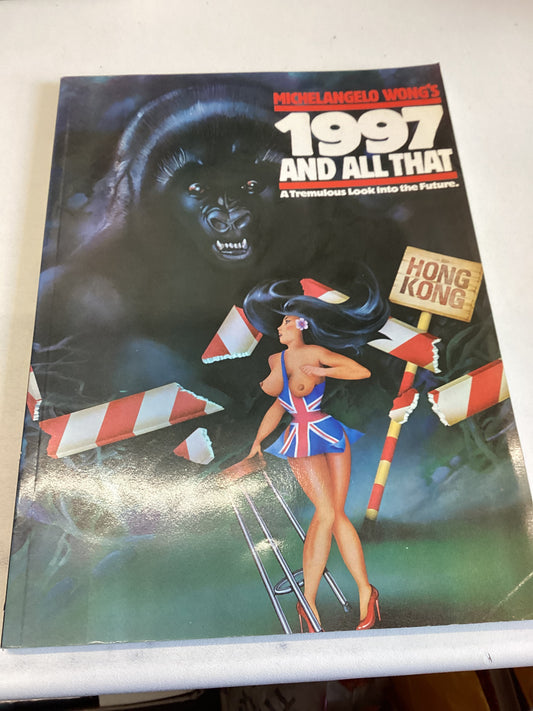 MICHELANGELO WONG'S
1997
AND ALL THAT
A Tremulous Look Into the Future.
HONG
KONG